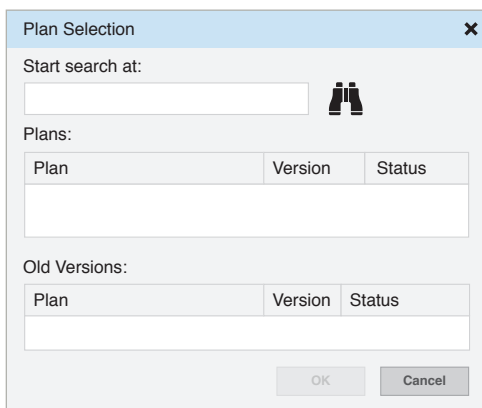 Plan Selection
Start search at:
Plans:
Plan Version Status
Old Versions:
Plan Version Status
OK Cancel